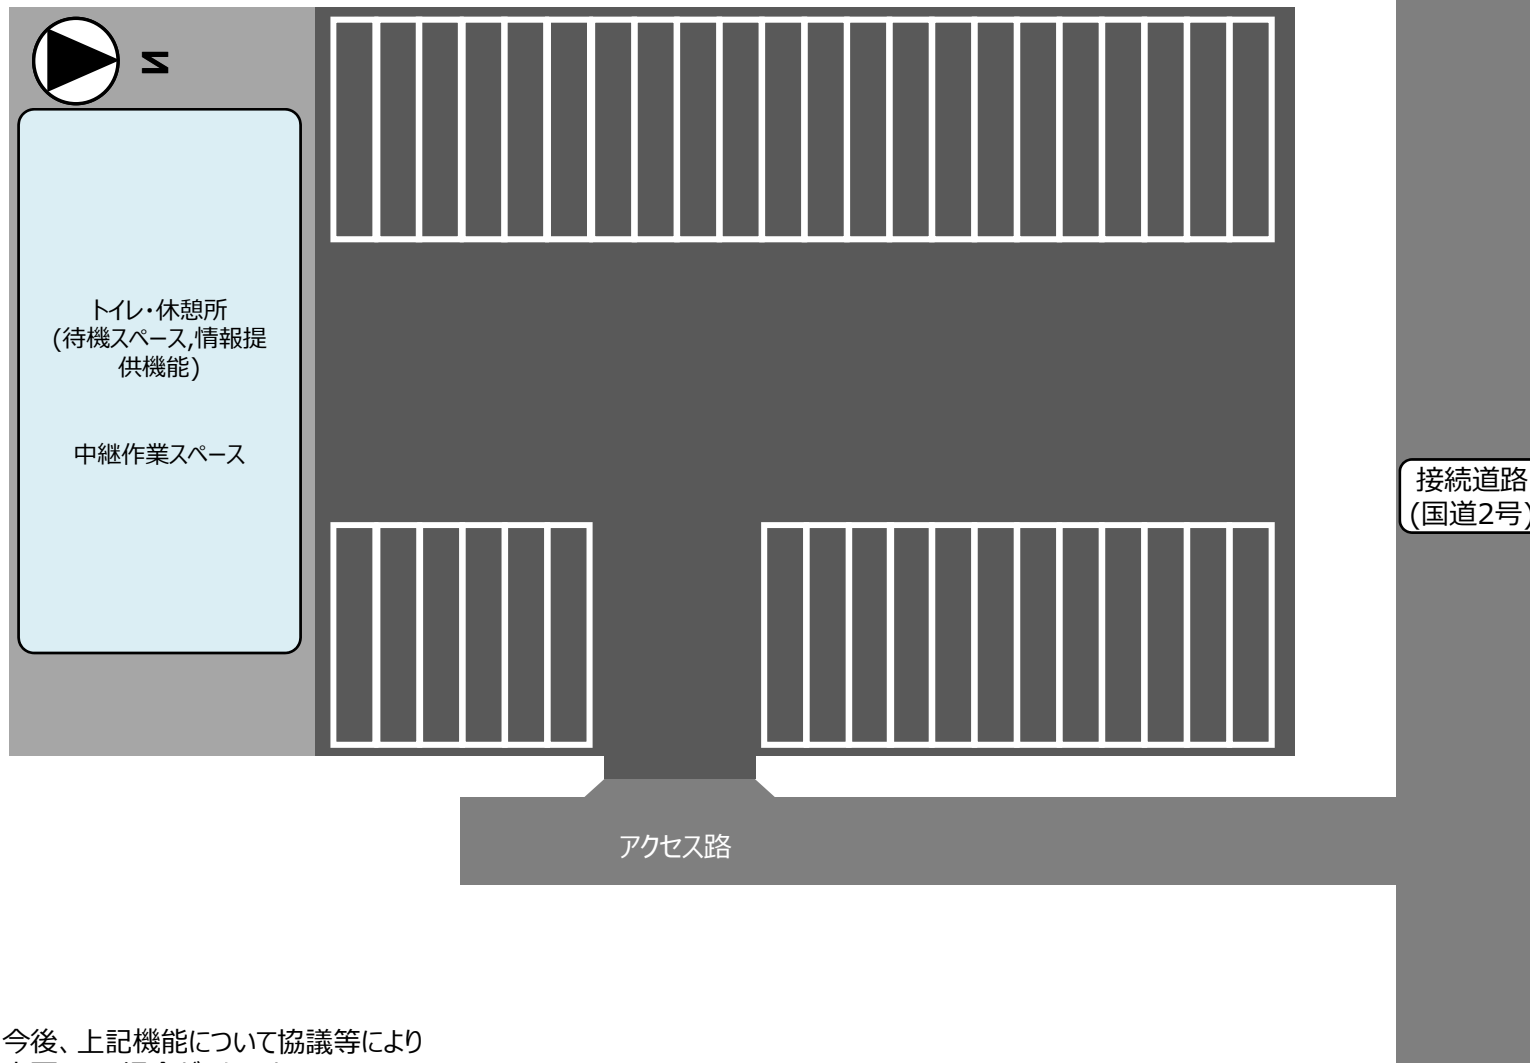 N
トイレ・休憩所
(待機スペース,情報提
供機能)
中継作業スペース
接続道路
(国道2号)
アクセス路
今後、上記機能について協議等により